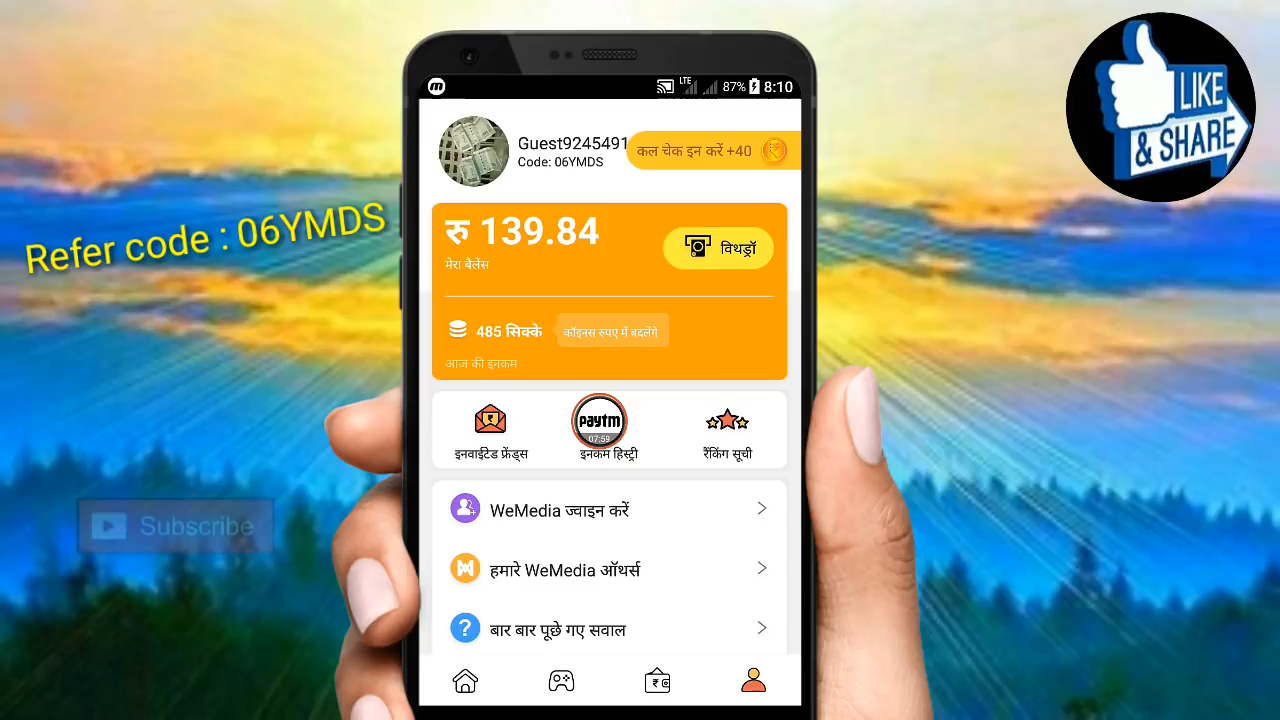 LTE
87%
8:10
Guest9245491
Code: 06YMDS
कल चेक इन करें +40
LIKE
& SHARE
Refer code : 06YMDS
रु 139.84
विथड्रॉ
मेरा बैलेंस
485 सिक्के
कॉइनस रुपए में बदलेंगे
आज की इनकम
paytm
07:59
इनवाईटेड फ्रेंड्स
इनकम हिस्ट्री
रैंकिंग सूची
WeMedia ज्वाइन करें
Subscribe
हमारे WeMedia ऑथर्स
बार बार पूछे गए सवाल